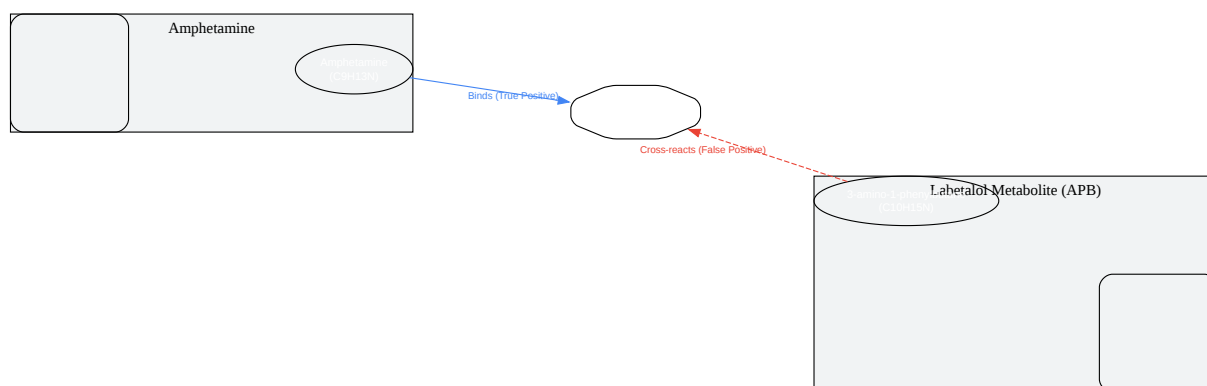 Amphetamine
Amphetamine
(C9H13N)
Binds (True Positive)
Cross-reacts (False Positive)
Labetalol Metabolite (APB)
(C10H15N)